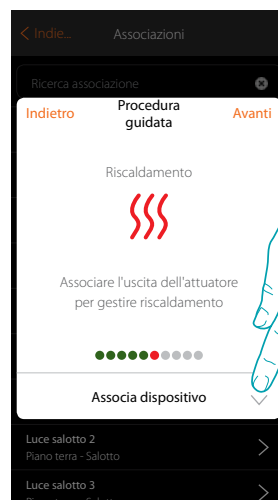 < Indie... Associazioni
Ricerca associazione
Indietro Procedura guidata Avanti
Riscaldamento
Associare l'uscita dell'attuatore
per gestire riscaldamento
Associa dispositivo
Luce salotto 2
Piano terra - Salotto
Luce salotto 3